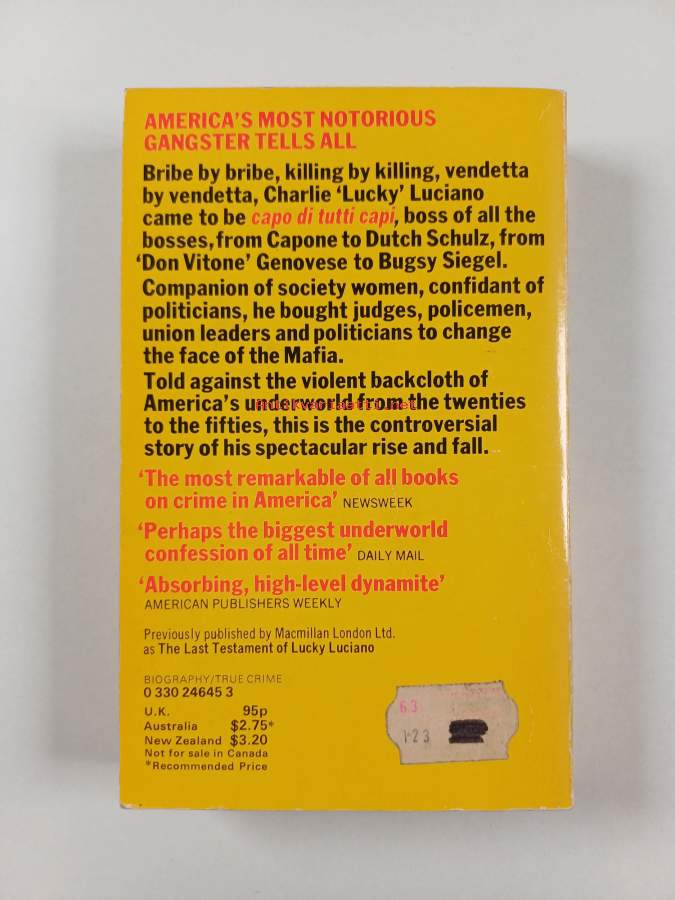 AMERICA'S MOST NOTORIOUS
GANGSTER TELLS ALL
Bribe by bribe, killing by killing, vendetta
by vendetta, Charlie 'Lucky' Luciano
came to be capo di tutti capi, boss of all the
bosses, from Capone to Dutch Schulz, from
'Don Vitone' Genovese to Bugsy Siegel.
Companion of society women, confidant of
politicians, he bought judges, policemen,
union leaders and politicians to change
the face of the Mafia.
Told against the violent backcloth of
America's underworld from the twenties
antikvariaatti.net
to the fifties, this is the controversial
story of his spectacular rise and fall.
'The most remarkable of all books
on crime in America' NEWSWEEK
'Perhaps the biggest underworld
confession of all time' DAILY MAIL
'Absorbing, high-level dynamite'
AMERICAN PUBLISHERS WEEKLY
Previously published by Macmillan London Ltd.
as The Last Testament of Lucky Luciano
BIOGRAPHY/TRUE CRIME
0 330 24645 3
U.K. 95p
Australia $2.75*
New Zealand $3.20
Not for sale in Canada
*Recommended Price
63
1-23